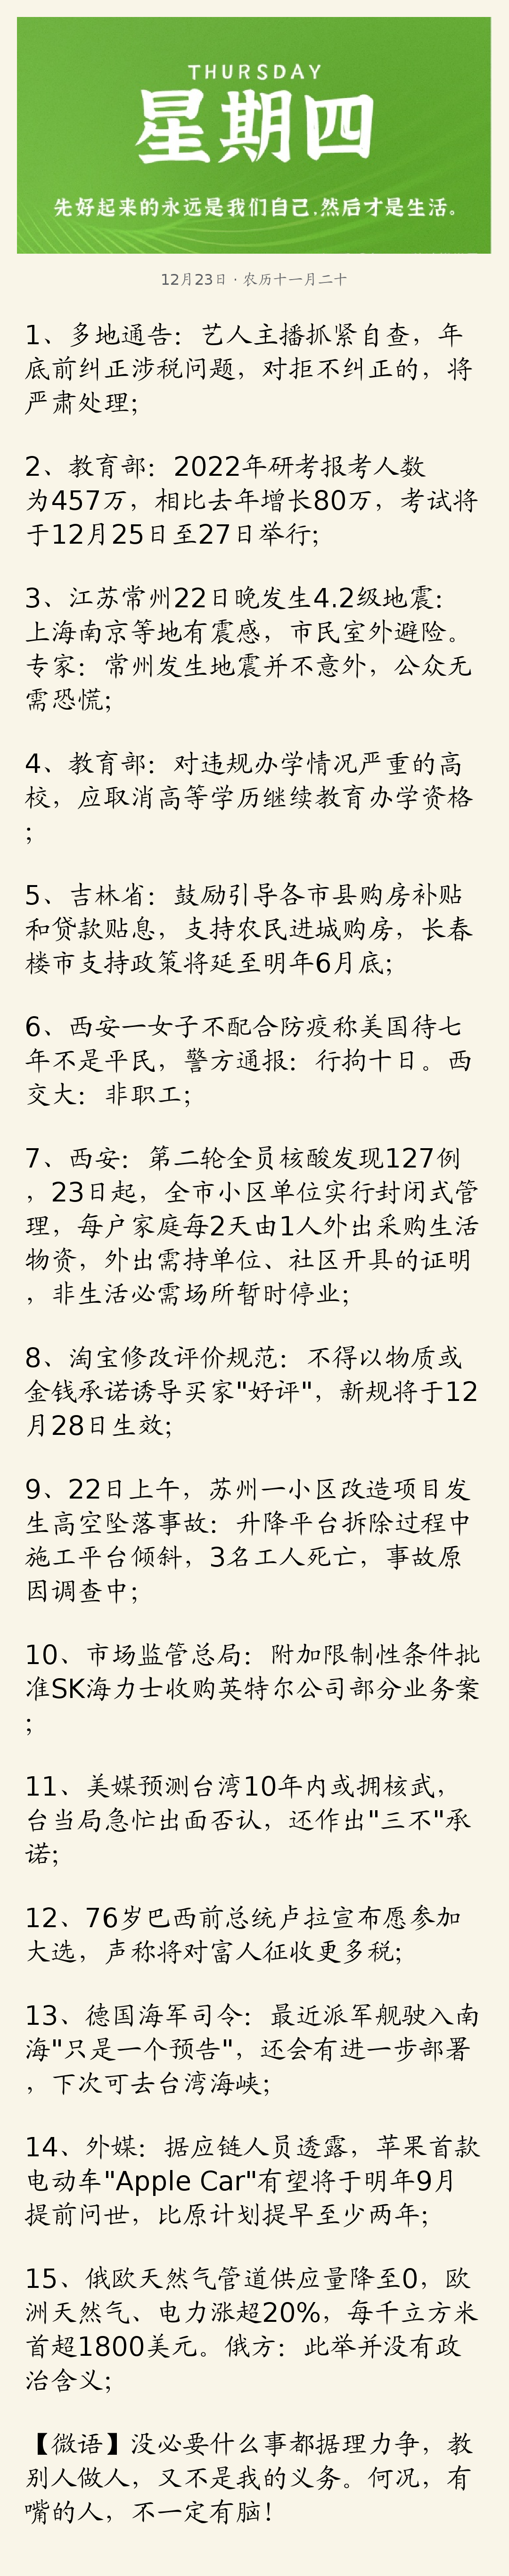 THURSDAY
星期四
先好起来的永远是我们自己,然后才是生活。
12月23日·农历十一月二十
1、多地通告：艺人主播抓紧自查，年
底前纠正涉税问题，对拒不纠正的，将
严肃处理；
2、教育部：2022年研考报考人数
为457万，相比去年增长80万，考试将
于12月25日至27日举行；
3、江苏常州22日晚发生4.2级地震：
上海南京等地有震感，市民室外避险。
专家：常州发生地震并不意外，公众无
需恐慌；
4、教育部：对违规办学情况严重的高
校，应取消高等学历继续教育办学资格
；
5、吉林省：鼓励引导各市县购房补贴
和贷款贴息，支持农民进城购房，长春
楼市支持政策将延至明年6月底；
6、西安一女子不配合防疫称美国待七
年不是平民，警方通报：行拘十日。西
交大：非职工；
7、西安：第二轮全员核酸发现127例
，23日起，全市小区单位实行封闭式管
理，每户家庭每2天由1人外出采购生活
物资，外出需持单位、社区开具的证明
，非生活必需场所暂时停业；
8、淘宝修改评价规范：不得以物质或
金钱承诺诱导买家"好评"，新规将于12
月28日生效；
9、22日上午，苏州一小区改造项目发
生高空坠落事故：升降平台拆除过程中
施工平台倾斜，3名工人死亡，事故原
因调查中；
10、市场监管总局：附加限制性条件批
准SK海力士收购英特尔公司部分业务案
；
11、美媒预测台湾10年内或拥核武，
台当局急忙出面否认，还作出"三不"承
诺；
12、76岁巴西前总统卢拉宣布愿参加
大选，声称将对富人征收更多税；
13、德国海军司令：最近派军舰驶入南
海"只是一个预告"，还会有进一步部署
，下次可去台湾海峡；
14、外媒：据应链人员透露，苹果首款
电动车"Apple Car"有望将于明年9月
提前问世，比原计划提早至少两年；
15、俄欧天然气管道供应量降至0，欧
洲天然气、电力涨超20%，每千立方米
首超1800美元。俄方：此举并没有政
治含义；
【微语】没必要什么事都据理力争，教
别人做人，又不是我的义务。何况，有
嘴的人，不一定有脑！